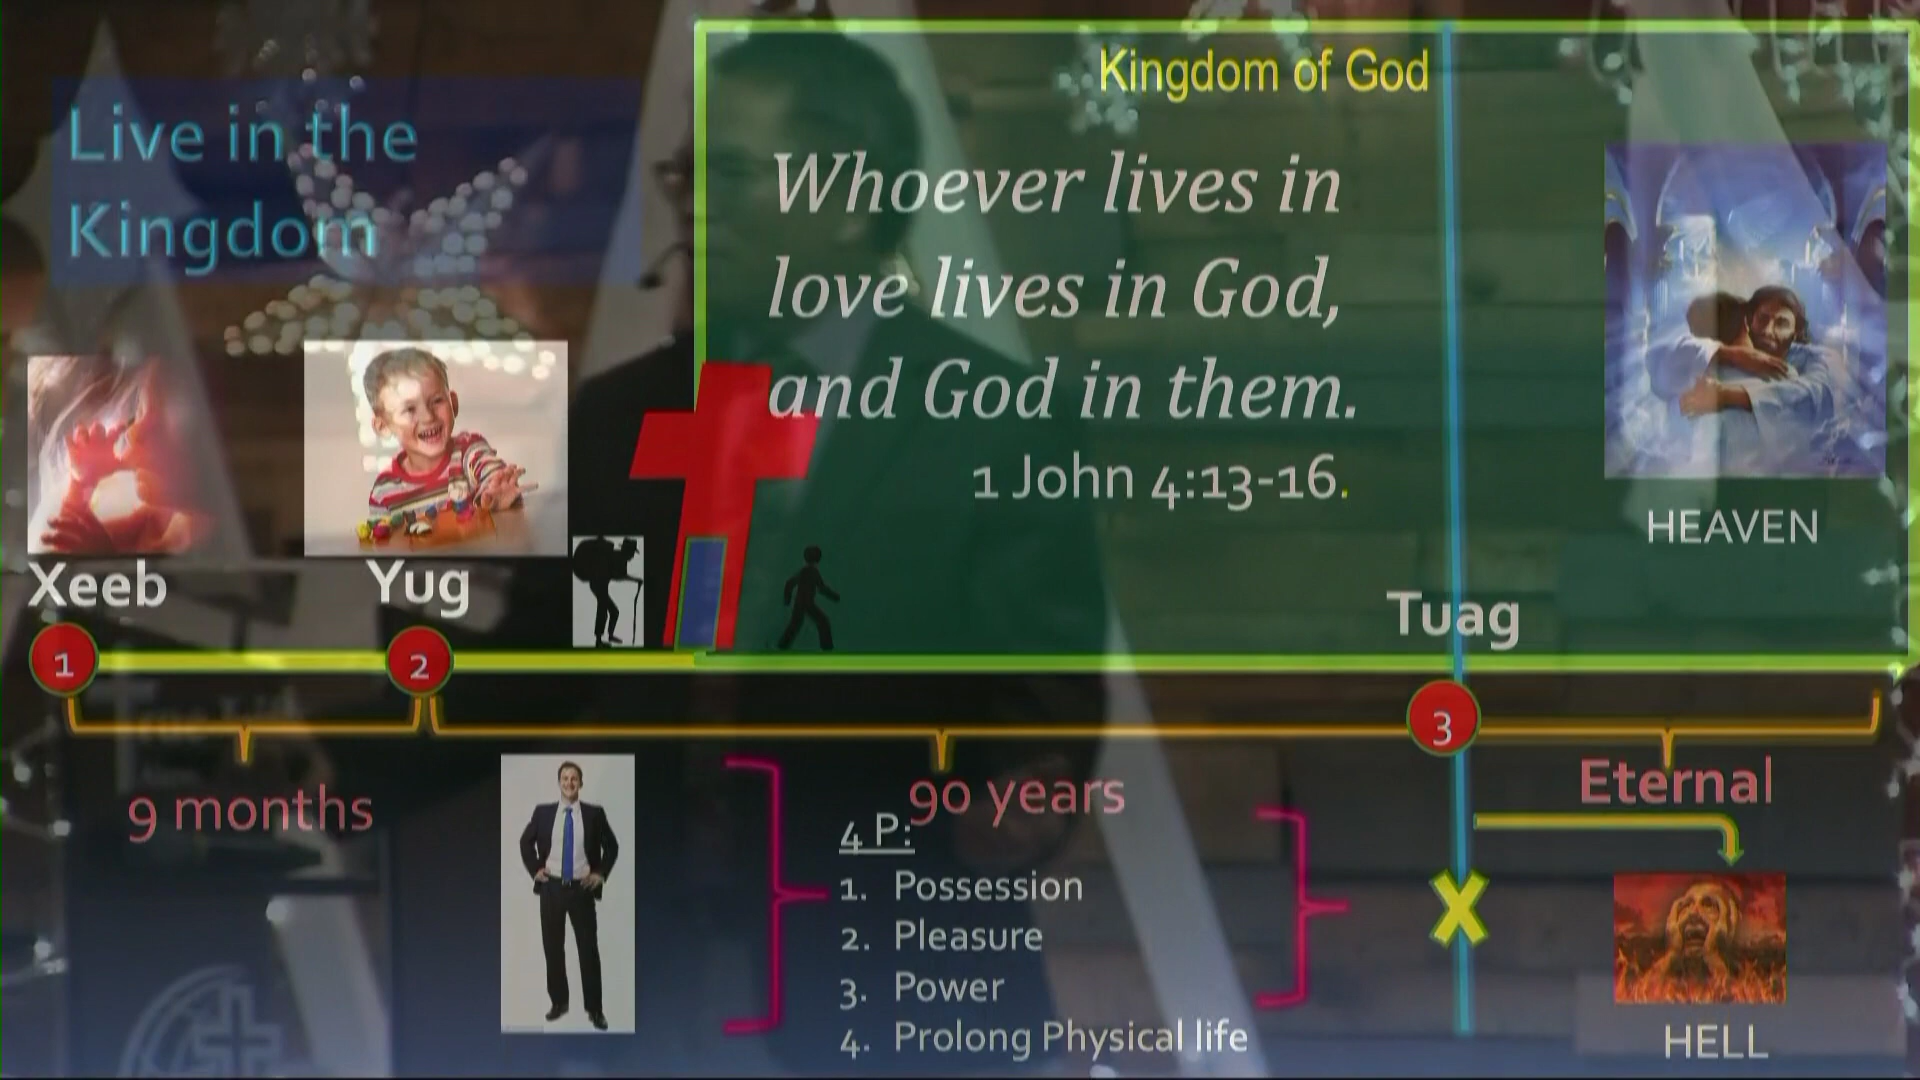 Live in the
Kingdom
Kingdom of God
Whoever lives in
love lives in God,
and God in them.
1 John 4:13-16.
HEAVEN
Xeeb
Yug
Tuag
1
2
3
9 months
90 years
Eternal
4 P:
1. Possession
2. Pleasure
3. Power
4. Prolong Physical life
X
HELL